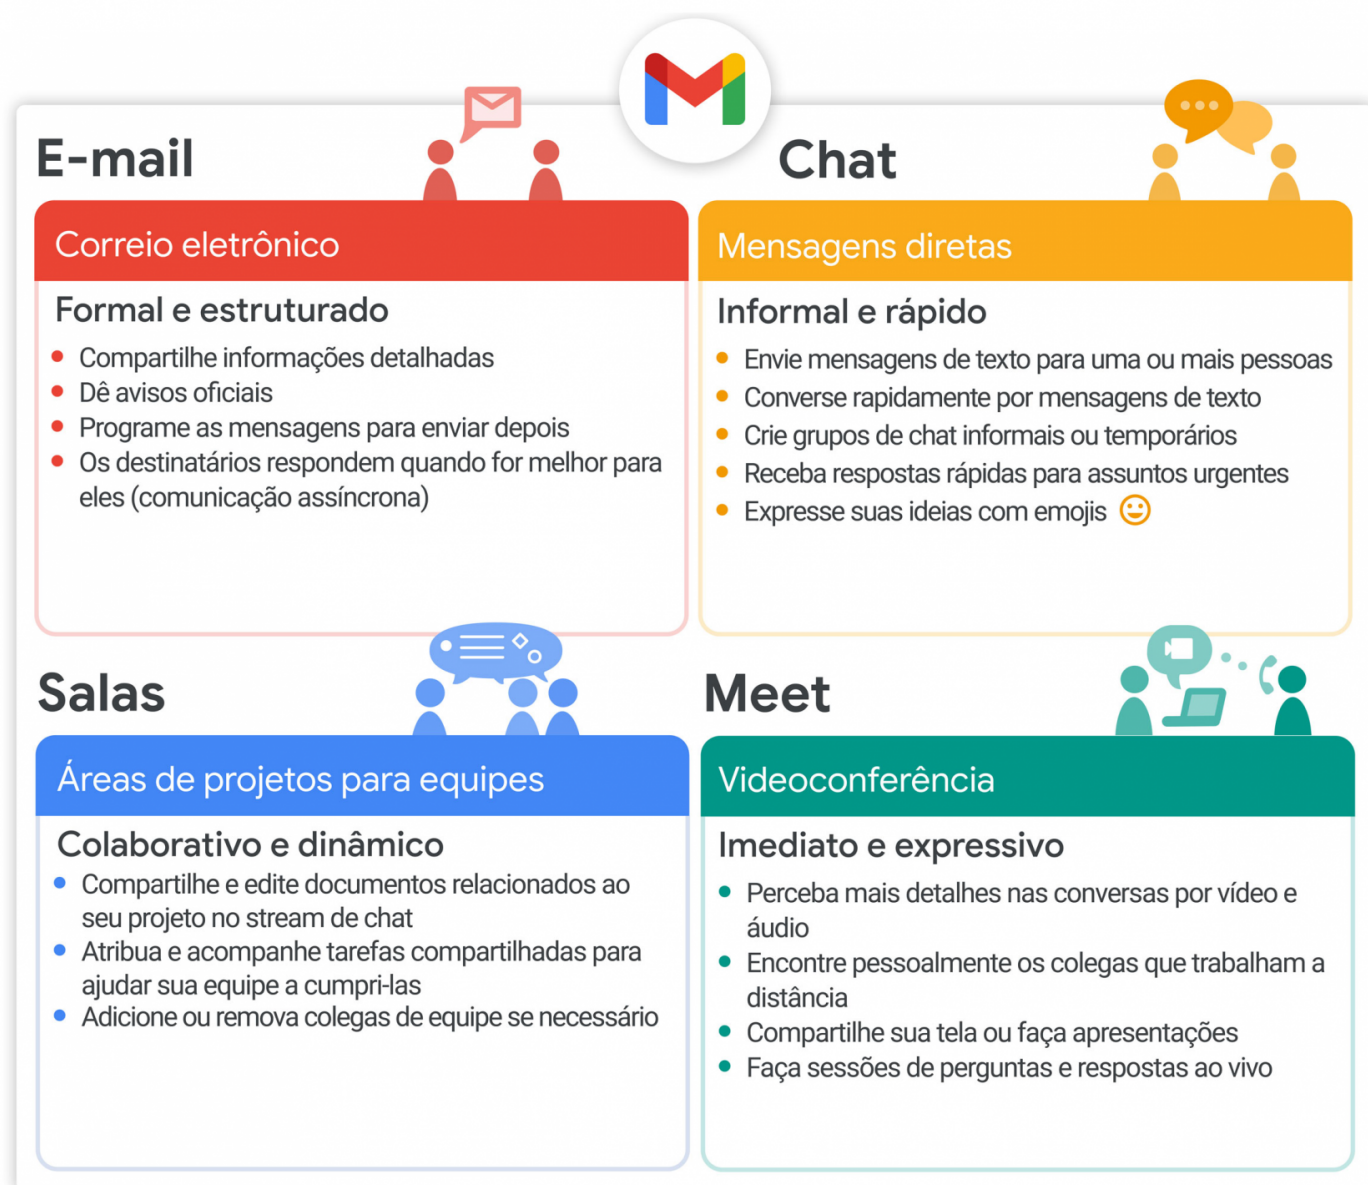 E-mail
Correio eletrônico
Formal e estruturado
Compartilhe informações detalhadas
Dê avisos oficiais
Programe as mensagens para enviar depois
Os destinatários respondem quando for melhor para
eles (comunicação assíncrona)
Chat
Mensagens diretas
Informal e rápido
Envie mensagens de texto para uma ou mais pessoas
Converse rapidamente por mensagens de texto
Crie grupos de chat informais ou temporários
Receba respostas rápidas para assuntos urgentes
Expresse suas ideias com emojis
Salas
Áreas de projetos para equipes
Colaborativo e dinâmico
Compartilhe e edite documentos relacionados ao
seu projeto no stream de chat
Atribua e acompanhe tarefas compartilhadas para
ajudar sua equipe a cumpri-las
Adicione ou remova colegas de equipe se necessário
Meet
Videoconferência
Imediato e expressivo
Perceba mais detalhes nas conversas por vídeo e
áudio
Encontre pessoalmente os colegas que trabalham a
distância
Compartilhe sua tela ou faça apresentações
Faça sessões de perguntas e respostas ao vivo